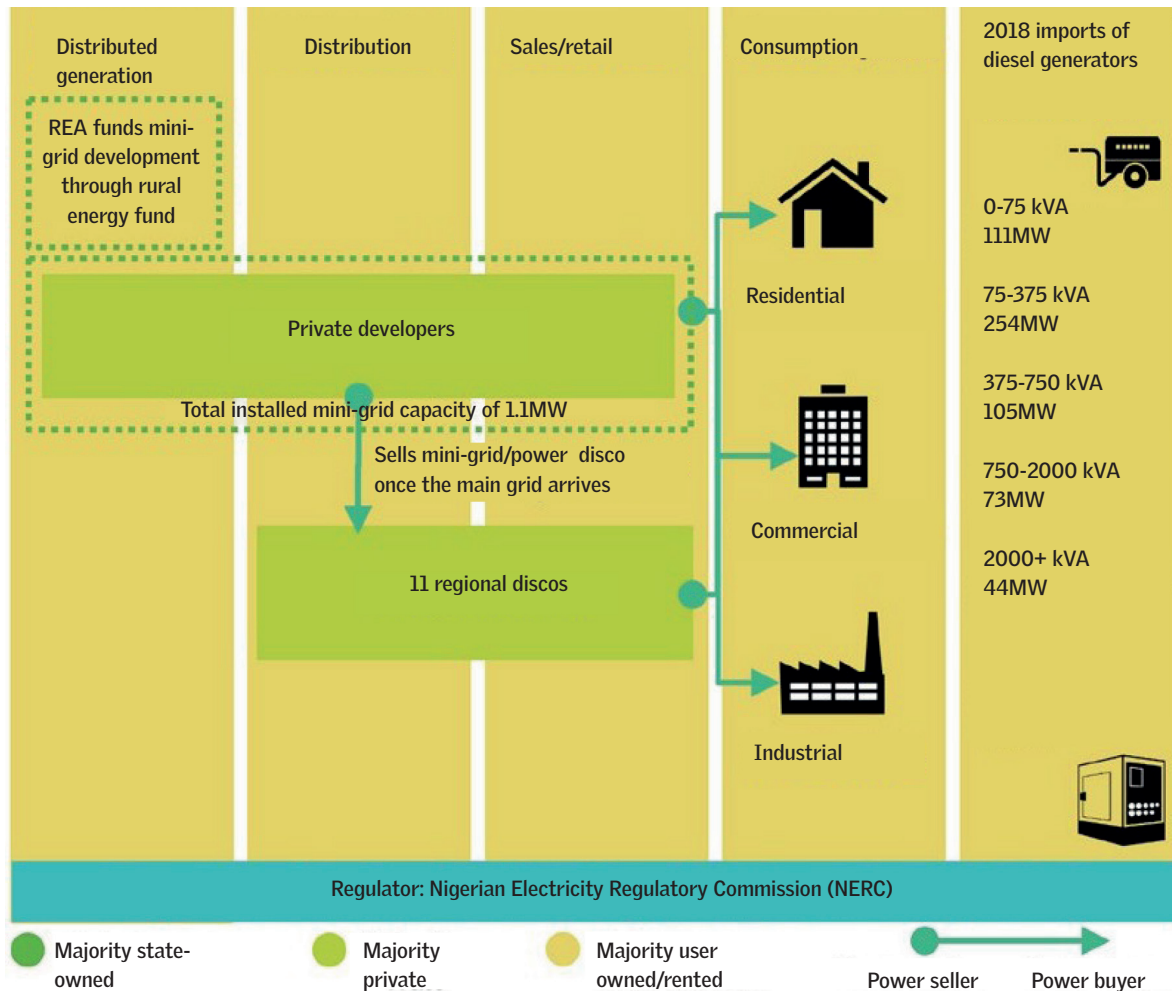 Distributed
generation
Distribution
Sales/retail
Consumption
2018 imports of
diesel generators
REA funds mini-
grid development
through rural
energy fund
Private developers
Total installed mini-grid capacity of 1.1MW
Sells mini-grid/power disco
once the main grid arrives
11 regional discos
Residential
Commercial
Industrial
0-75 kVA
111MW
75-375 kVA
254MW
375-750 kVA
105MW
750-2000 kVA
73MW
2000+ kVA
44MW
Regulator: Nigerian Electricity Regulatory Commission (NERC)
Majority state-
owned
Majority
private
Majority user
owned/rented
Power seller
Power buyer